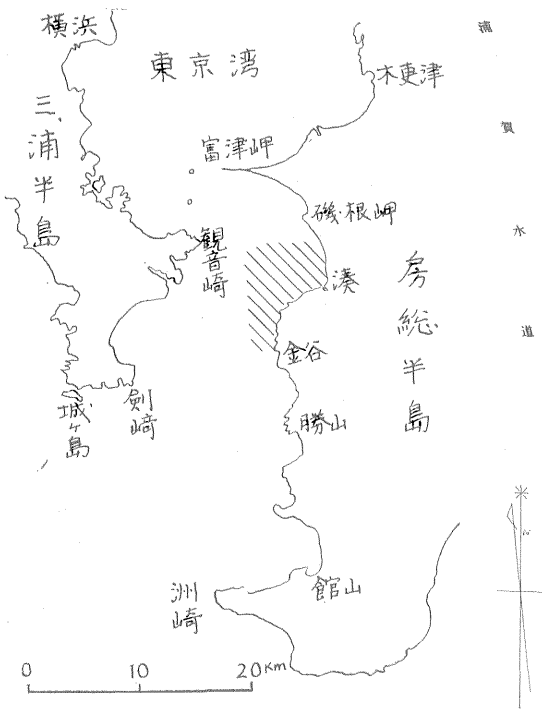 横浜
東京湾
木更津
浦賀水道
三浦半島
富津岬
磯根岬
観音崎
湊
房総半島
金谷
剣崎
城ヶ島
勝山
館山
洲崎
0 10 20Km